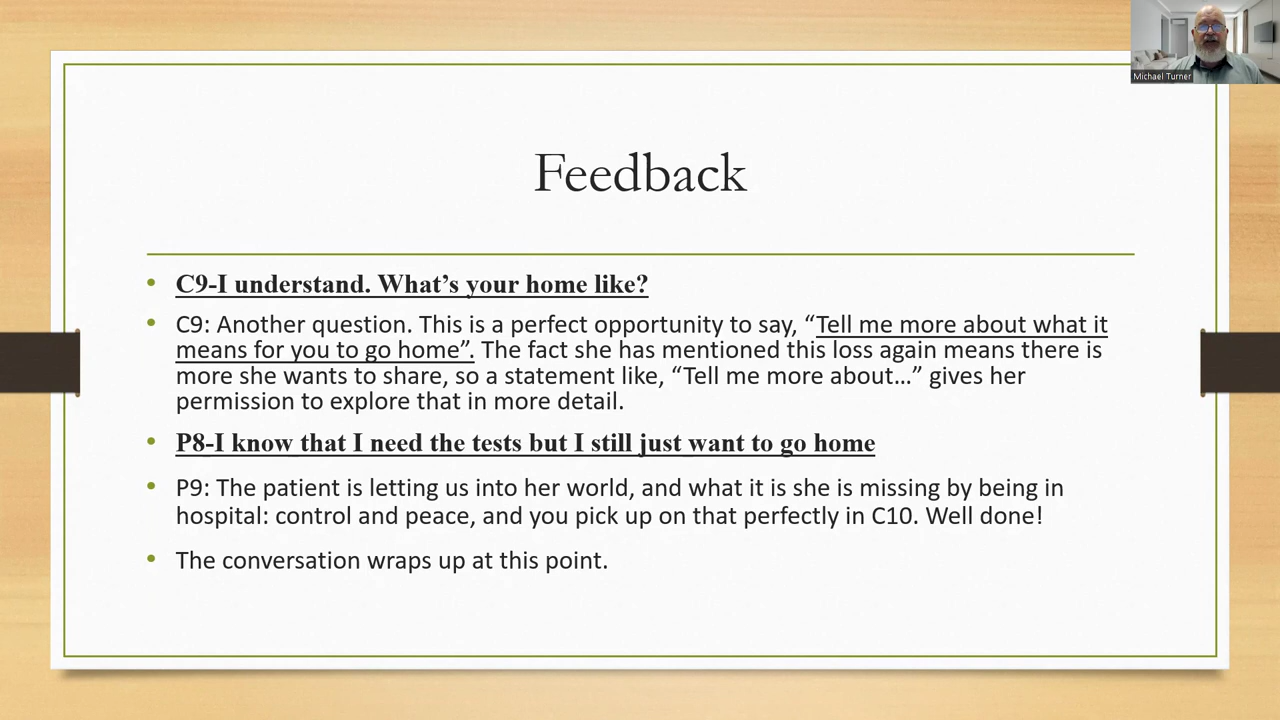 Michael Turner
Feedback
• C9-I understand. What’s your home like?
• C9: Another question. This is a perfect opportunity to say, “Tell me more about what it
means for you to go home”. The fact she has mentioned this loss again means there is
more she wants to share, so a statement like, “Tell me more about…” gives her
permission to explore that in more detail.
• P8-I know that I need the tests but I still just want to go home
• P9: The patient is letting us into her world, and what it is she is missing by being in
hospital: control and peace, and you pick up on that perfectly in C10. Well done!
• The conversation wraps up at this point.